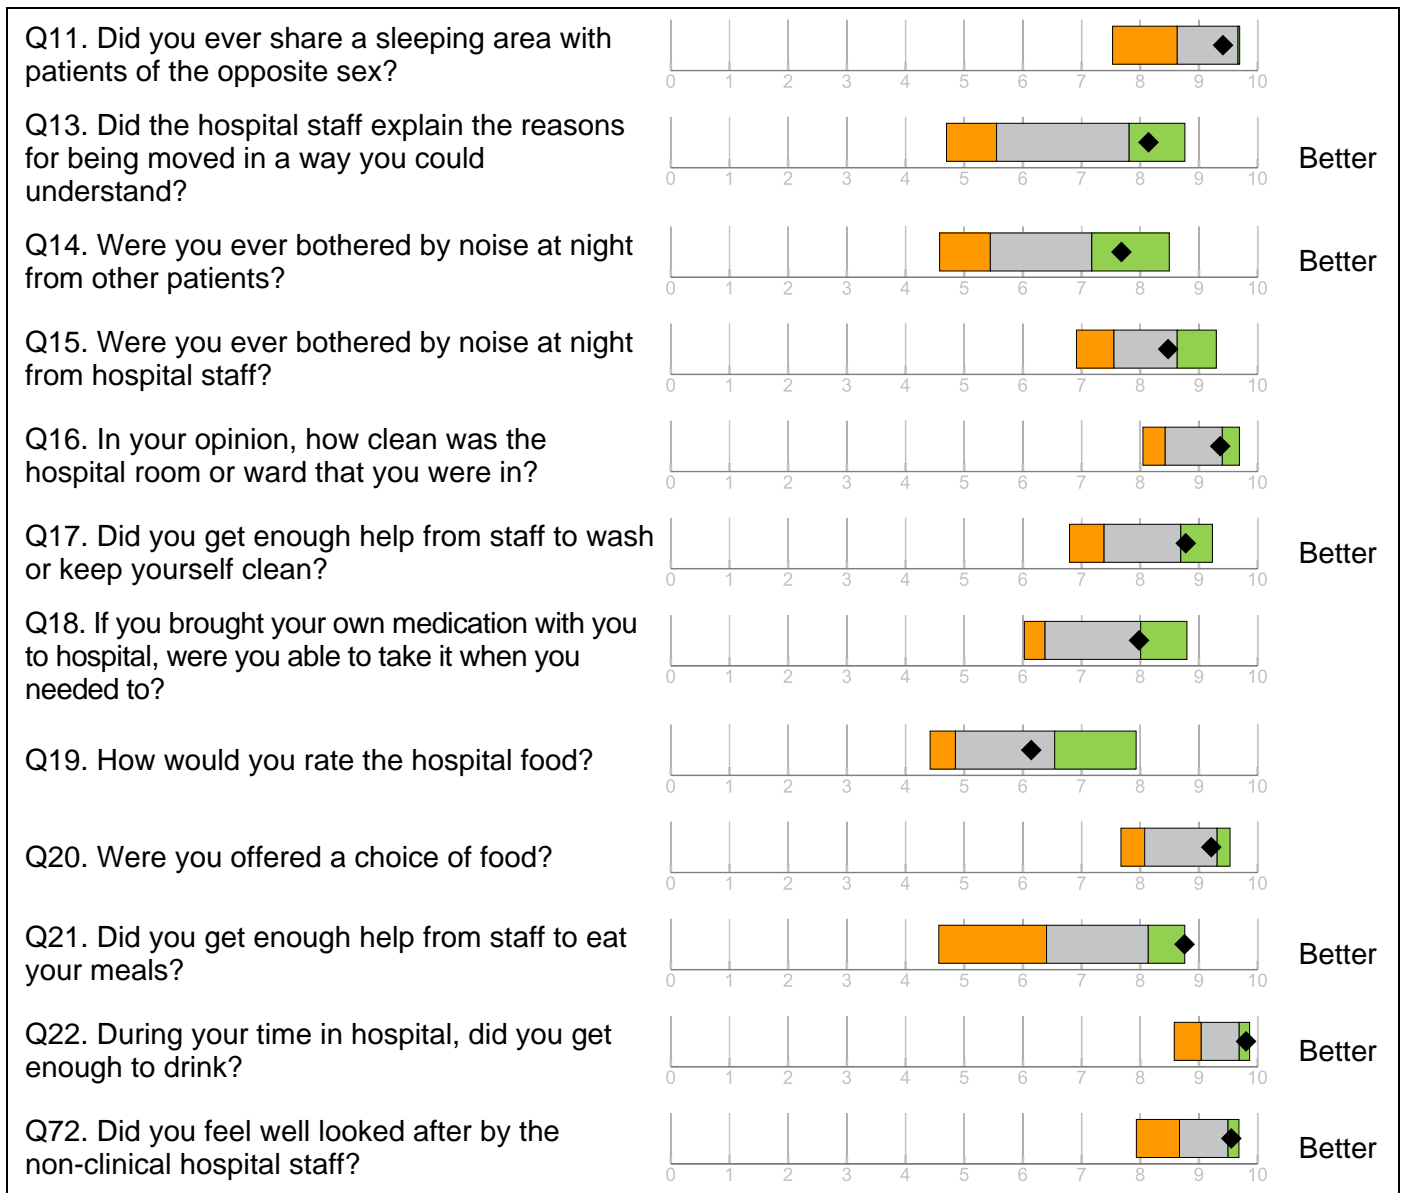 Q11. Did you ever share a sleeping area with
patients of the opposite sex?
0 1 2 3 4 5 6 7 8 9 10
Q13. Did the hospital staff explain the reasons
for being moved in a way you could
understand?
0 1 2 3 4 5 6 7 8 9 10
Better
Q14. Were you ever bothered by noise at night
from other patients?
0 1 2 3 4 5 6 7 8 9 10
Better
Q15. Were you ever bothered by noise at night
from hospital staff?
0 1 2 3 4 5 6 7 8 9 10
Q16. In your opinion, how clean was the
hospital room or ward that you were in?
0 1 2 3 4 5 6 7 8 9 10
Q17. Did you get enough help from staff to wash
or keep yourself clean?
0 1 2 3 4 5 6 7 8 9 10
Better
Q18. If you brought your own medication with you
to hospital, were you able to take it when you
needed to?
0 1 2 3 4 5 6 7 8 9 10
Q19. How would you rate the hospital food?
0 1 2 3 4 5 6 7 8 9 10
Q20. Were you offered a choice of food?
0 1 2 3 4 5 6 7 8 9 10
Q21. Did you get enough help from staff to eat
your meals?
0 1 2 3 4 5 6 7 8 9 10
Better
Q22. During your time in hospital, did you get
enough to drink?
0 1 2 3 4 5 6 7 8 9 10
Better
Q72. Did you feel well looked after by the
non-clinical hospital staff?
0 1 2 3 4 5 6 7 8 9 10
Better